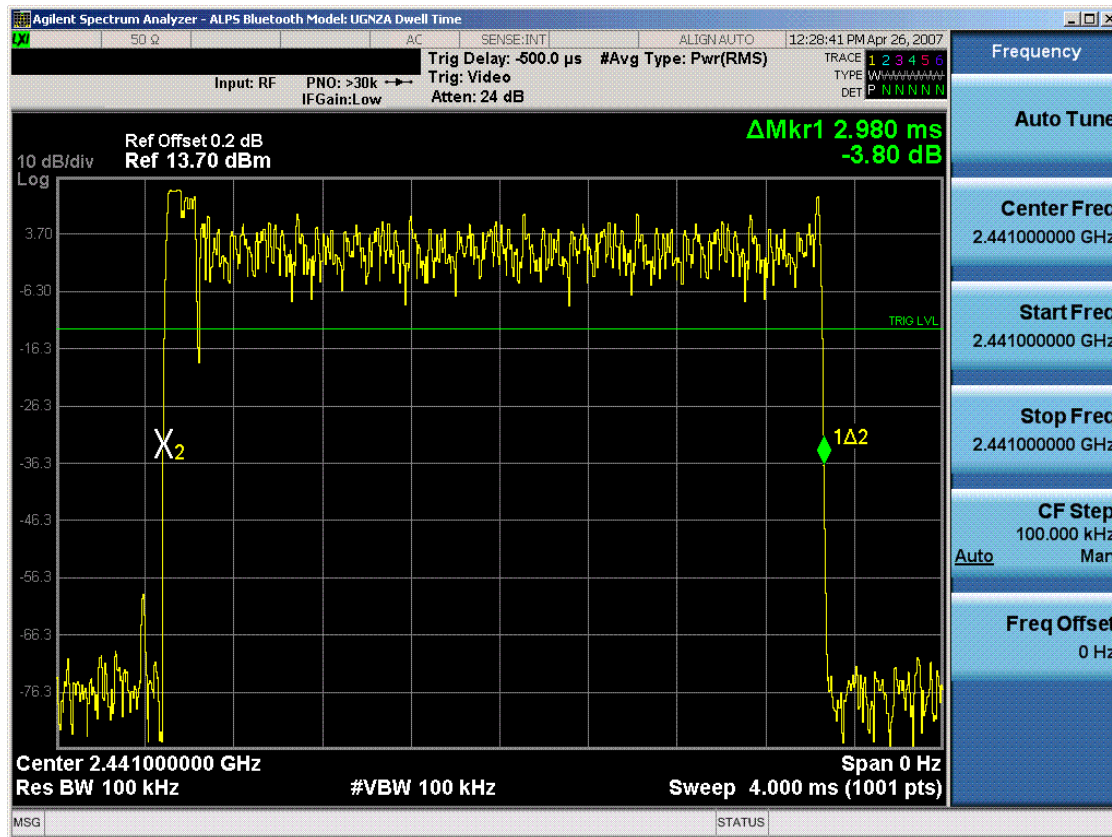 Agilent Spectrum Analyzer - ALPS Bluetooth Model: UGNZA Dwell Time
LXI 50 Ω AC SENSE:INT ALIGN AUTO 12:28:41 PM Apr 26, 2007
Input: RF PNO: >30k IFGain:Low
Trig Delay: -500.0 µs #Avg Type: Pwr(RMS)
Trig: Video
Atten: 24 dB
TRACE 1 2 3 4 5 6
TYPE WWWWWW
DET P N N N N N
ΔMkr1 2.980 ms
-3.80 dB
Ref Offset 0.2 dB
10 dB/div Ref 13.70 dBm
Log
3.70
-6.30
TRIG LVL
-16.3
-26.3
2
1Δ2
-36.3
-46.3
-56.3
-66.3
-76.3
Center 2.441000000 GHz Span 0 Hz
Res BW 100 kHz #VBW 100 kHz Sweep 4.000 ms (1001 pts)
MSG STATUS
Frequency
Auto Tune
Center Freq
2.441000000 GHz
Start Freq
2.441000000 GHz
Stop Freq
2.441000000 GHz
CF Step
100.000 kHz
Auto Man
Freq Offset
0 Hz